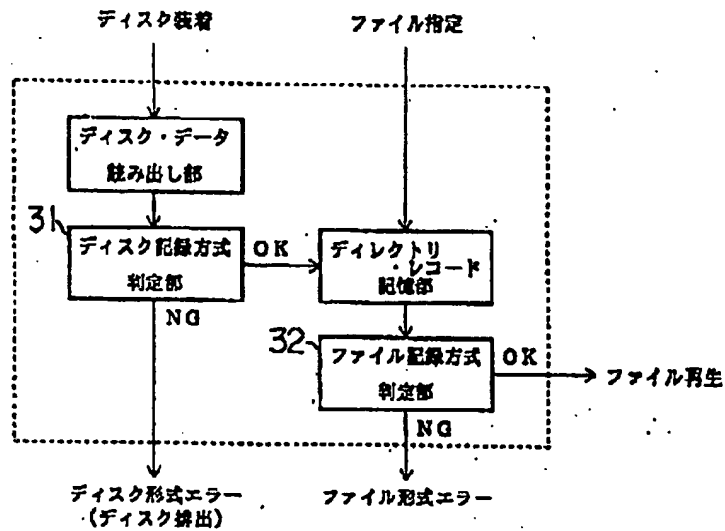 ディスク装着
ファイル指定
ディスク・データ
読み出し部
31
ディスク記録方式
判定部
OK
NG
ディレクトリ
・レコード
記憶部
32
ファイル記録方式
判定部
OK
NG
ファイル再生
ディスク形式エラー
(ディスク排出)
ファイル形式エラー